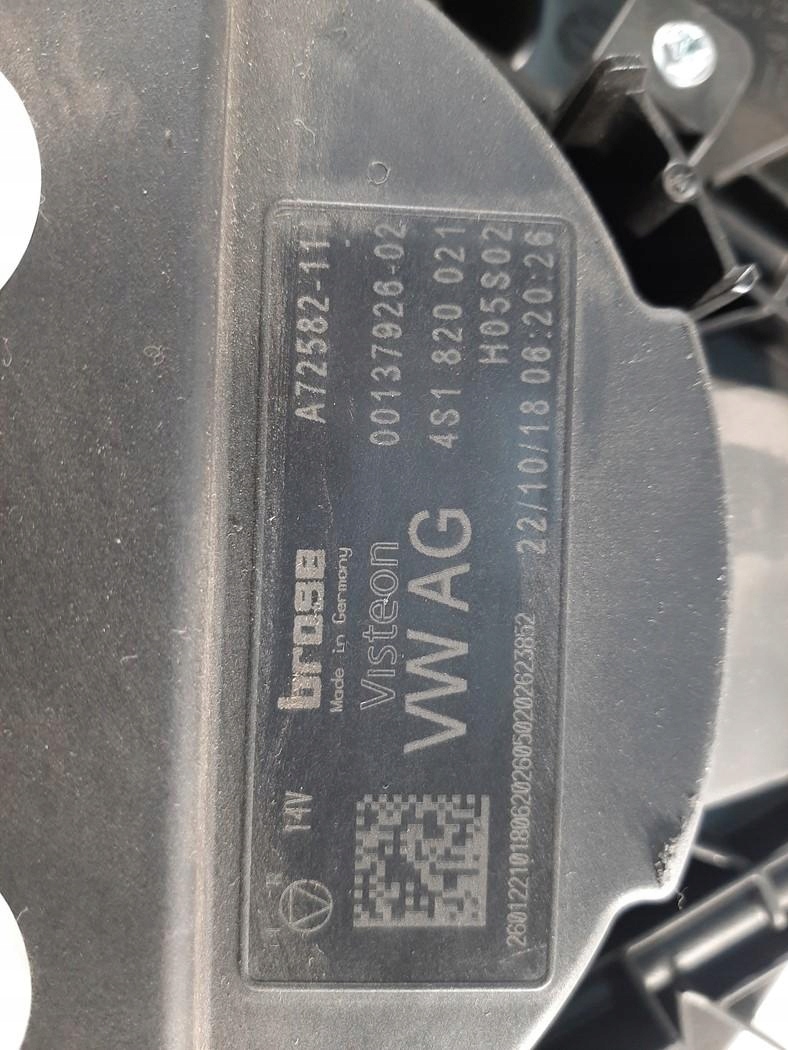 brose
Made in Germany
A72582-111
Visteon
00137926-02
VW AG
4S1 820 021
H05S02
14V
22/10/18 06:20:26
2601221018062026050202623852